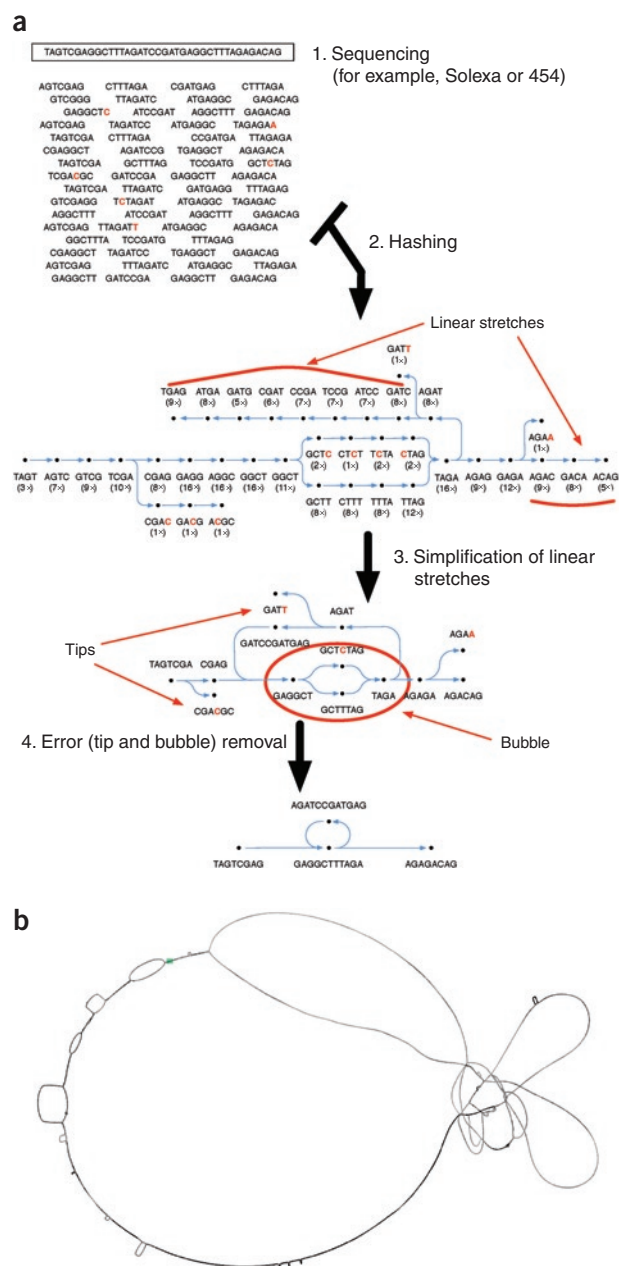 a
TAGTCGAGGCTTTAGATCCGATGAGGCTTTAGAGACAG
1. Sequencing
(for example, Solexa or 454)
AGTCGAG CTTTAGA CGATGAG CTTTAGA
GTCGGG TTAGATC ATGAGGC GAGACAG
GAGGCTC ATCCGAT AGGCTTT GAGACAG
AGTCGAG TAGATCC ATGAGGC TAGAGAA
TAGTCGA CTTTAGA CCGATGA TTAGAGA
CGAGGCT AGATCCG TGAGGCT AGAGACA
TAGTCGA GCTTTAG TCCGATG GCTCTAG
TCGACGC GATCCGA GAGGCTT AGAGACA
TAGTCGA TTAGATC GATGAGG TTTAGAG
GTCGAGG TCTAGAT ATGAGGC TAGAGAC
AGGCTTT ATCCGAT AGGCTTT GAGACAG
AGTCGAG TTAGATT ATGAGGC AGAGACA
GGCTTTA TCCGATG TTTAGAG
CGAGGCT TAGATCC TGAGGCT GAGACAG
AGTCGAG TTTAGATC ATGAGGC TTAGAGA
GAGGCTT GATCCGA GAGGCTT GAGACAG
2. Hashing
Linear stretches
GATT
(1×)
TGAG ATGA GATG CGAT CCGA TCCG ATCC GATC AGAT
(9×) (8×) (5×) (6×) (7×) (7×) (7×) (8×) (8×)
AGAA
(1×)
GCTC CTCT TCTA CTAG
(2×) (1×) (2×) (2×)
TAGT AGTC GTCG TCGA CGAG GAGG AGGC GGCT GGCT TAGA AGAG GAGA AGAC GACA ACAG
(3×) (7×) (9×) (10×) (8×) (16×) (16×) (16×) (11×) (16×) (9×) (12×) (9×) (8×) (5×)
GCTT CTTT TTTA TTAG
(8×) (8×) (8×) (12×)
CGAC GACG ACGC
(1×) (1×) (1×)
3. Simplification of linear
stretches
Tips
GATT AGAT
GATCCGATGAG GCTCTAG
AGAA
TAGTCGA CGAG
GAGGCT TAGA AGAGA AGACAG
CGACGC
GCTTTAG
Bubble
4. Error (tip and bubble) removal
AGATCCGATGAG
TAGTCGAG GAGGCTTTAGA AGAGACAG
b